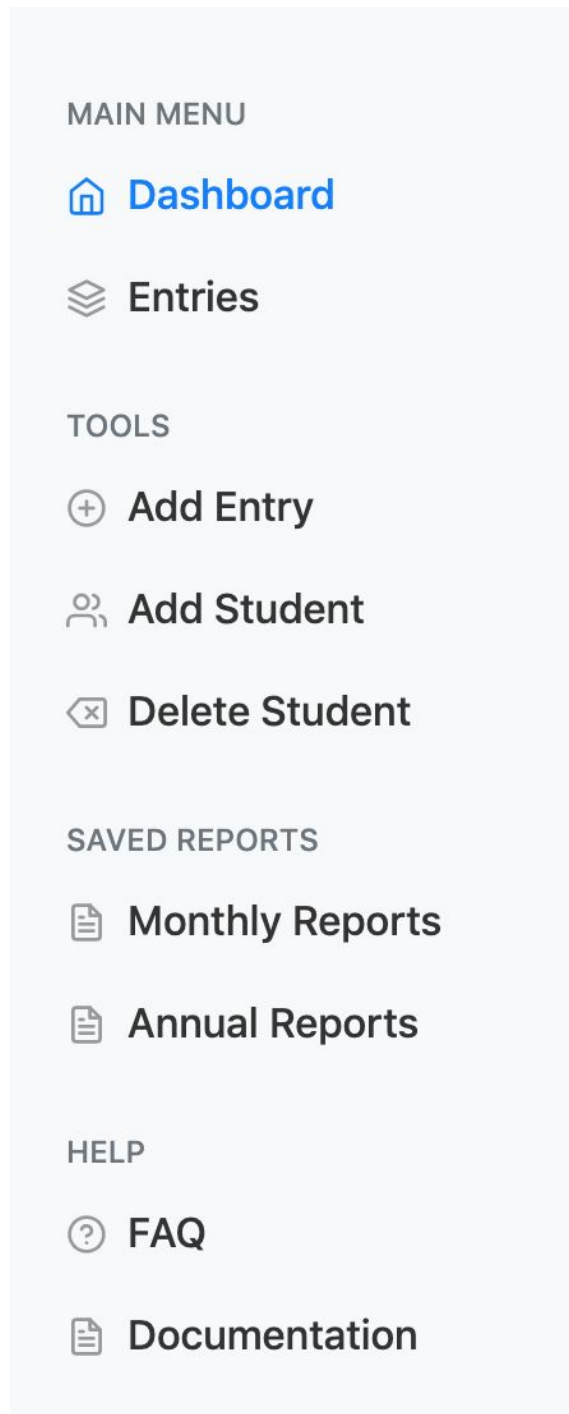 MAIN MENU
Dashboard
Entries
TOOLS
Add Entry
Add Student
Delete Student
SAVED REPORTS
Monthly Reports
Annual Reports
HELP
FAQ
Documentation